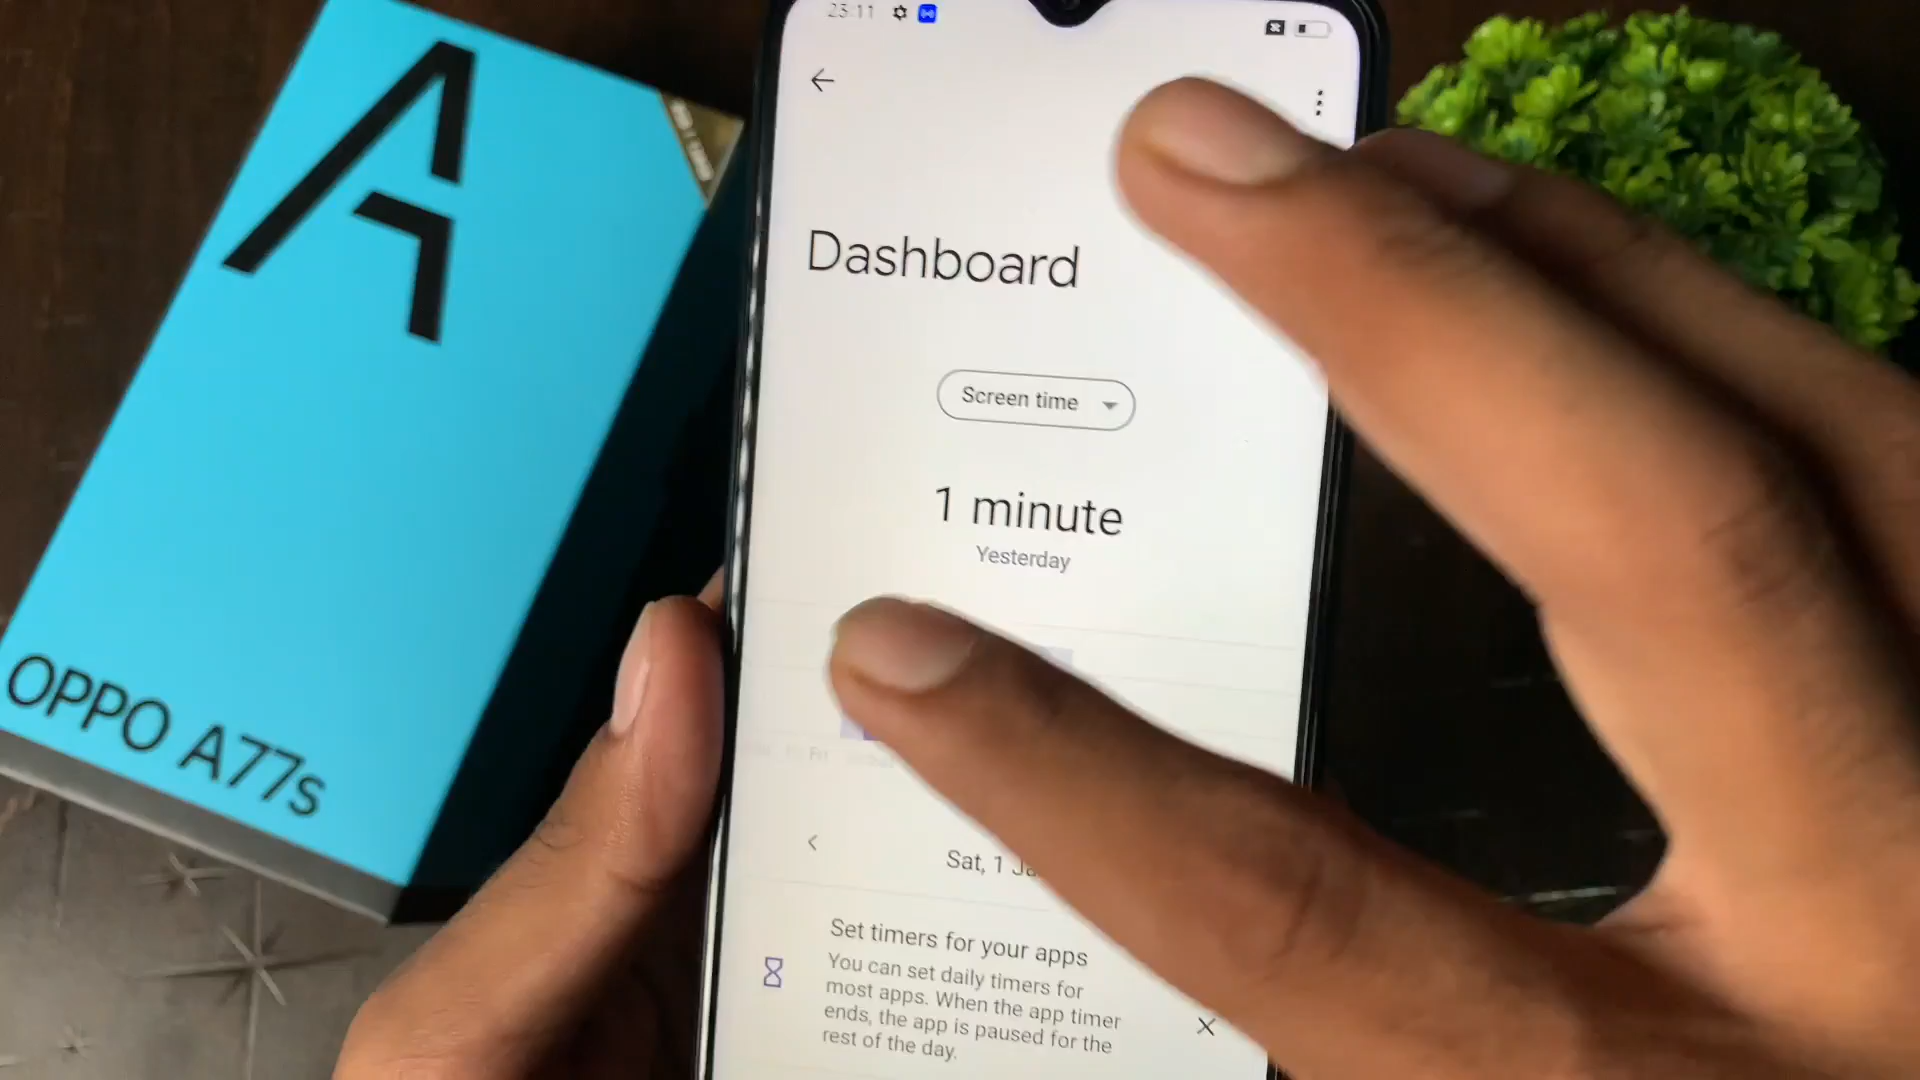 OPPO A77s
23:11
Dashboard
Screen time
1 minute
Yesterday
Fri
Sat, 1
Set timers for your apps
You can set daily timers for
most apps. When the app timer
ends, the app is paused for the
rest of the day.